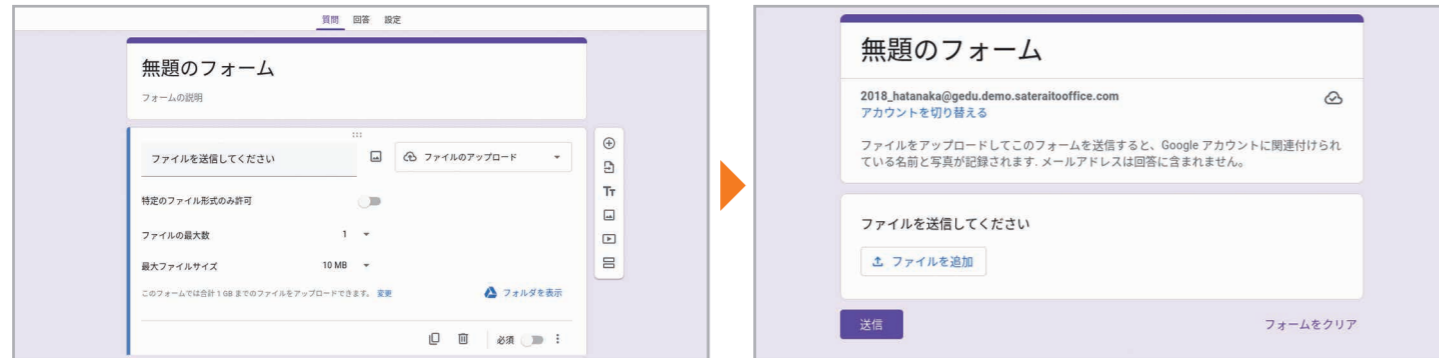 質問 回答 設定
無題のフォーム
フォームの説明
ファイルを送信してください
ファイルのアップロード
特定のファイル形式のみ許可
ファイルの最大数 1
最大ファイルサイズ 10 MB
このフォームでは合計 1 GB までのファイルをアップロードできます。 変更
フォルダを表示
必須
Tт
無題のフォーム
2018_hatanaka@gedu.demo.sateraitooffice.com
アカウントを切り替える
ファイルをアップロードしてこのフォームを送信すると、Google アカウントに関連付けられ
ている名前と写真が記録されます. メールアドレスは回答に含まれません。
ファイルを送信してください
ファイルを追加
送信
フォームをクリア